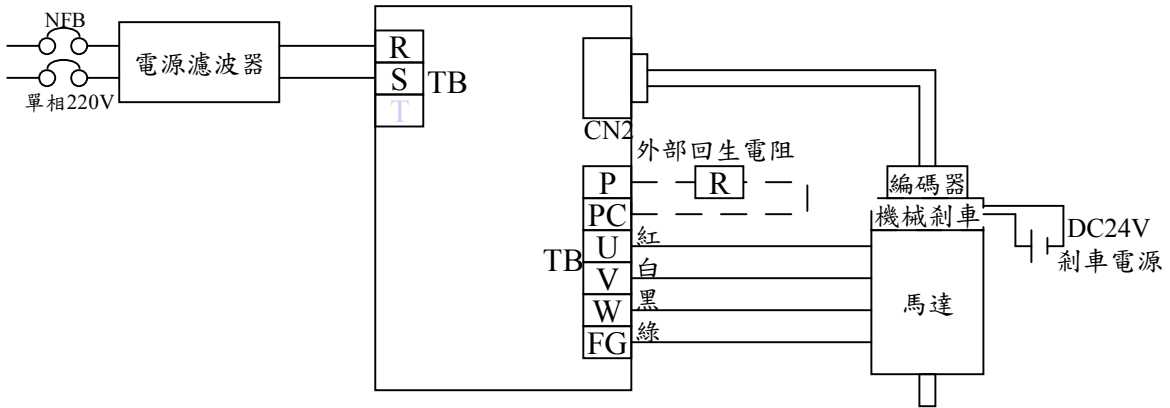 NFB
電源濾波器
單相220V
R
S
T
TB
CN2
外部回生電阻
R
P
PC
U
V
W
FG
TB
紅
白
黑
綠
編碼器
機械剎車
馬達
DC24V
剎車電源